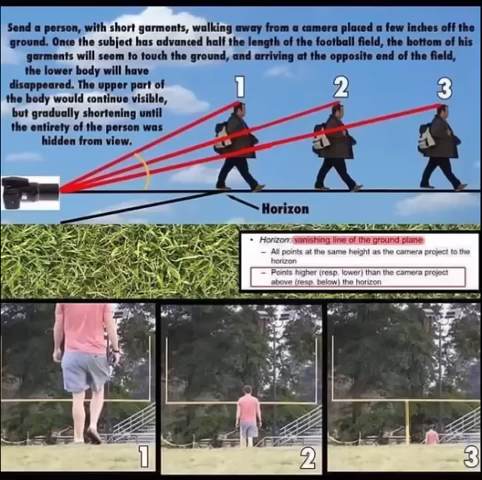 Send a person, with short garments, walking away from a camera placed a few inches off the
ground. Once the subject has advanced half the length of the football field, the bottom of his
garments will seem to touch the ground, and arriving at the opposite end of the field,
the lower body will have
disappeared. The upper part of
the body would continue visible,
but gradually shortening until
the entirety of the person was
hidden from view.
1 2 3
Horizon
• Horizon: vanishing line of the ground plane
– All points at the same height as the camera project to the
horizon
– Points higher (resp. lower) than the camera project
above (resp. below) the horizon
1 2 3